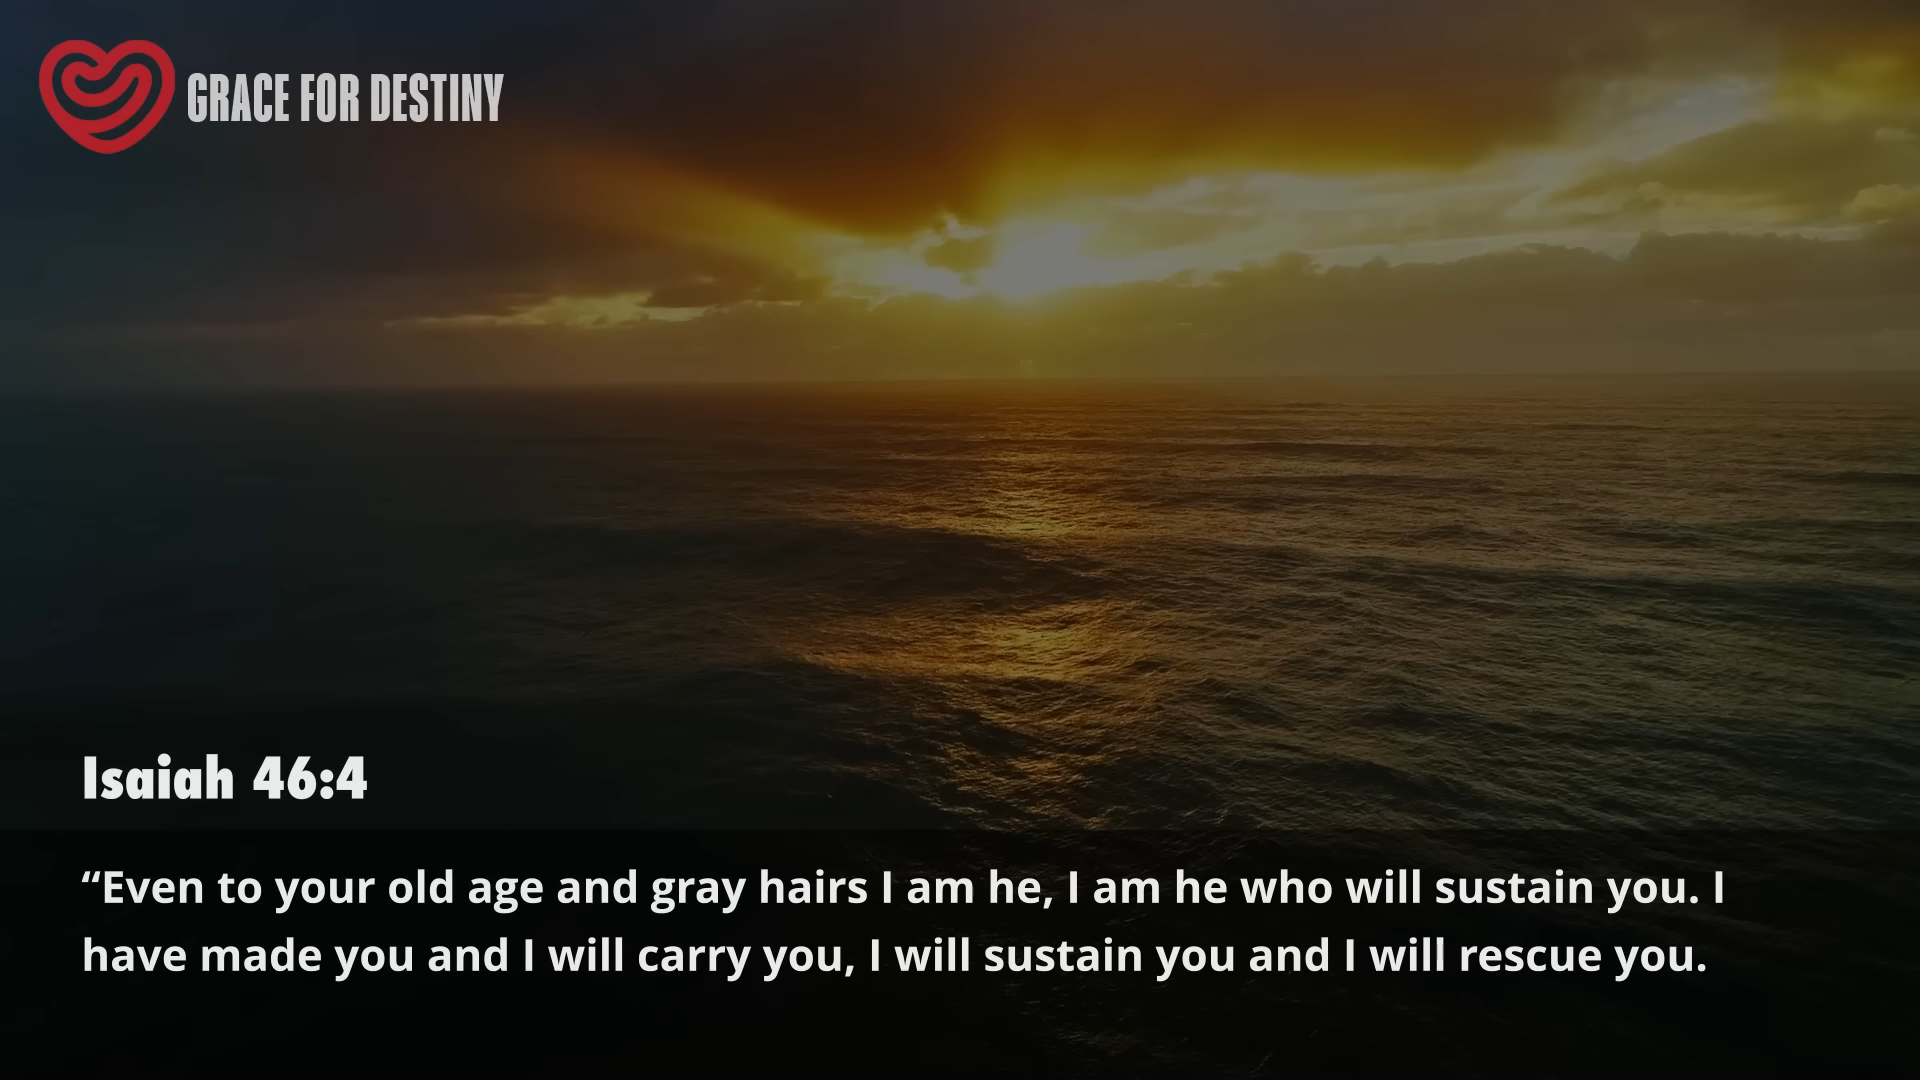 GRACE FOR DESTINY
Isaiah 46:4
“Even to your old age and gray hairs I am he, I am he who will sustain you. I
have made you and I will carry you, I will sustain you and I will rescue you.